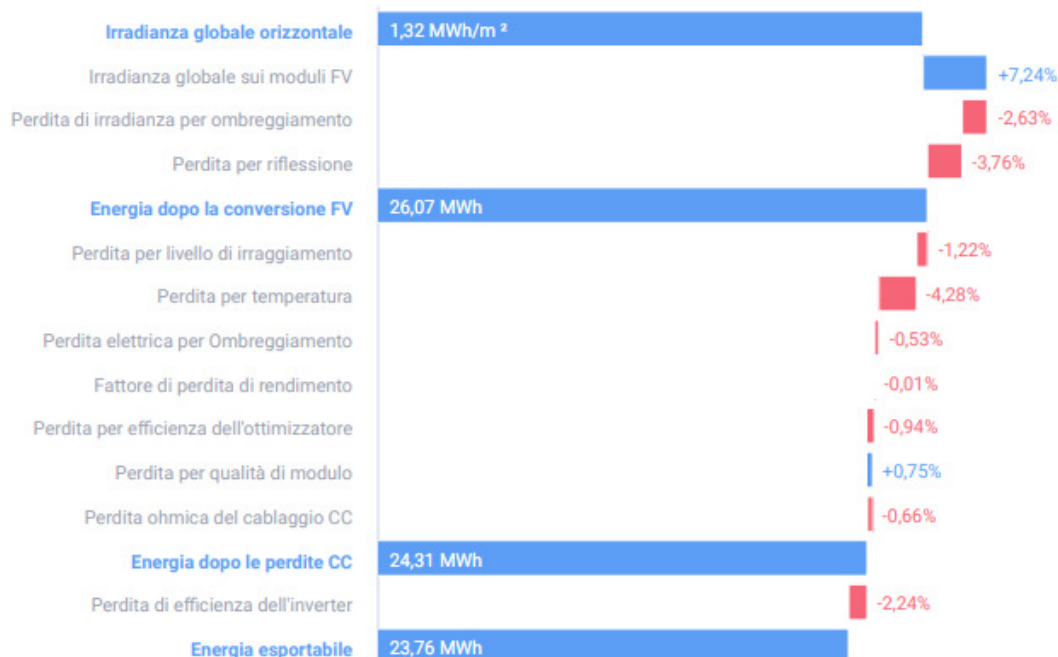 Irradianza globale orizzontale 1,32 MWh/m ²
Irradianza globale sui moduli FV +7,24%
Perdita di irradianza per ombreggiamento -2,63%
Perdita per riflessione -3,76%
Energia dopo la conversione FV 26,07 MWh
Perdita per livello di irraggiamento -1,22%
Perdita per temperatura -4,28%
Perdita elettrica per Ombreggiamento -0,53%
Fattore di perdita di rendimento -0,01%
Perdita per efficienza dell'ottimizzatore -0,94%
Perdita per qualità di modulo +0,75%
Perdita ohmica del cablaggio CC -0,66%
Energia dopo le perdite CC 24,31 MWh
Perdita di efficienza dell'inverter -2,24%
Energia esportabile 23,76 MWh